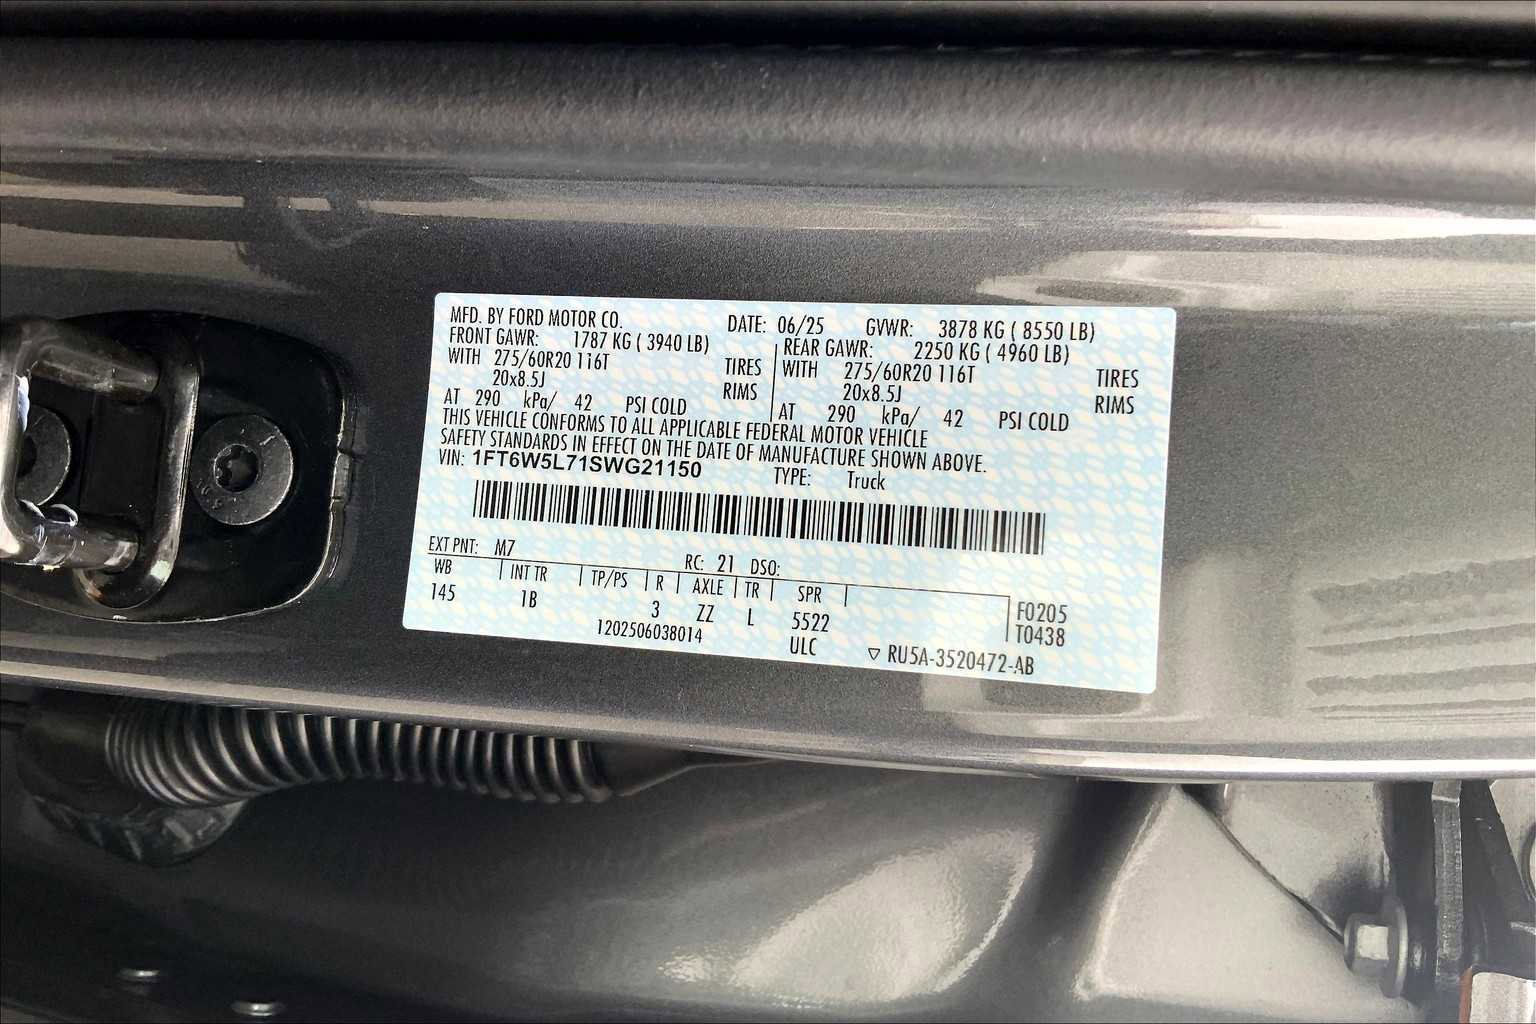 MFD. BY FORD MOTOR CO. DATE: 06/25 GVWR: 3878 KG ( 8550 LB)
FRONT GAWR: 1787 KG ( 3940 LB) REAR GAWR: 2250 KG ( 4960 LB)
WITH 275/60R20 116T TIRES WITH 275/60R20 116T TIRES
20x8.5J RIMS 20x8.5J RIMS
AT 290 kPa/ 42 PSI COLD AT 290 kPa/ 42 PSI COLD
THIS VEHICLE CONFORMS TO ALL APPLICABLE FEDERAL MOTOR VEHICLE
SAFETY STANDARDS IN EFFECT ON THE DATE OF MANUFACTURE SHOWN ABOVE.
VIN: 1FT6W5L71SWG21150 TYPE: Truck
EXT PNT: M7 RC: 21 DSO:
WB INT TR TP/PS R AXLE TR SPR
145 1B 3 ZZ L 5522 F0205
1202506038014 ULC T0438
▽ RU5A-3520472-AB